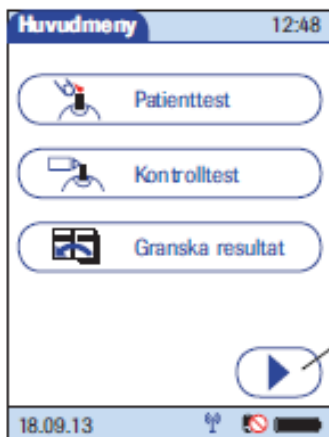 Huvudmeny 12:48
Patienttest
Kontrolltest
Granska resultat
18.09.13